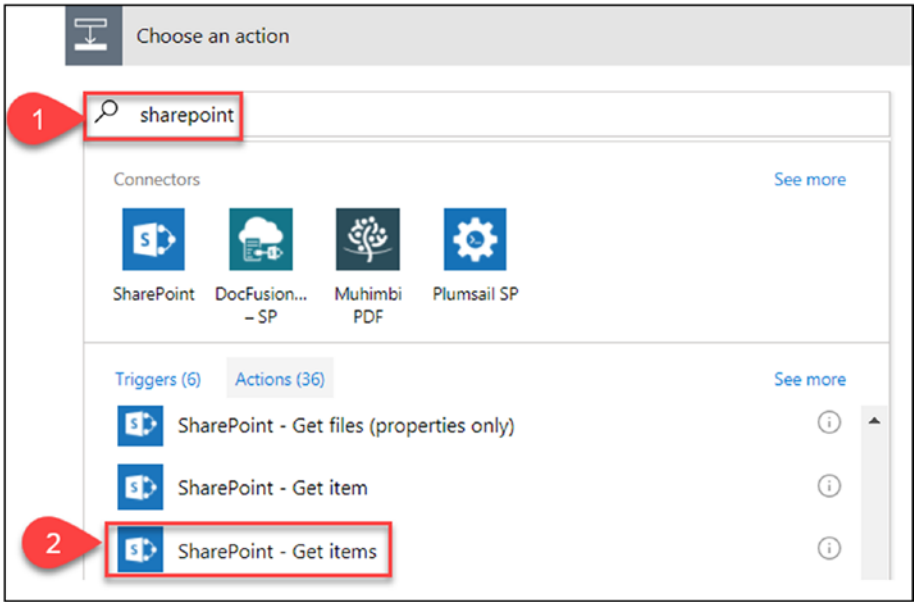 Choose an action
1
sharepoint
Connectors See more
SharePoint DocFusion... Muhimbi Plumsail SP
– SP PDF
Triggers (6) Actions (36) See more
SharePoint - Get files (properties only)
SharePoint - Get item
2
SharePoint - Get items